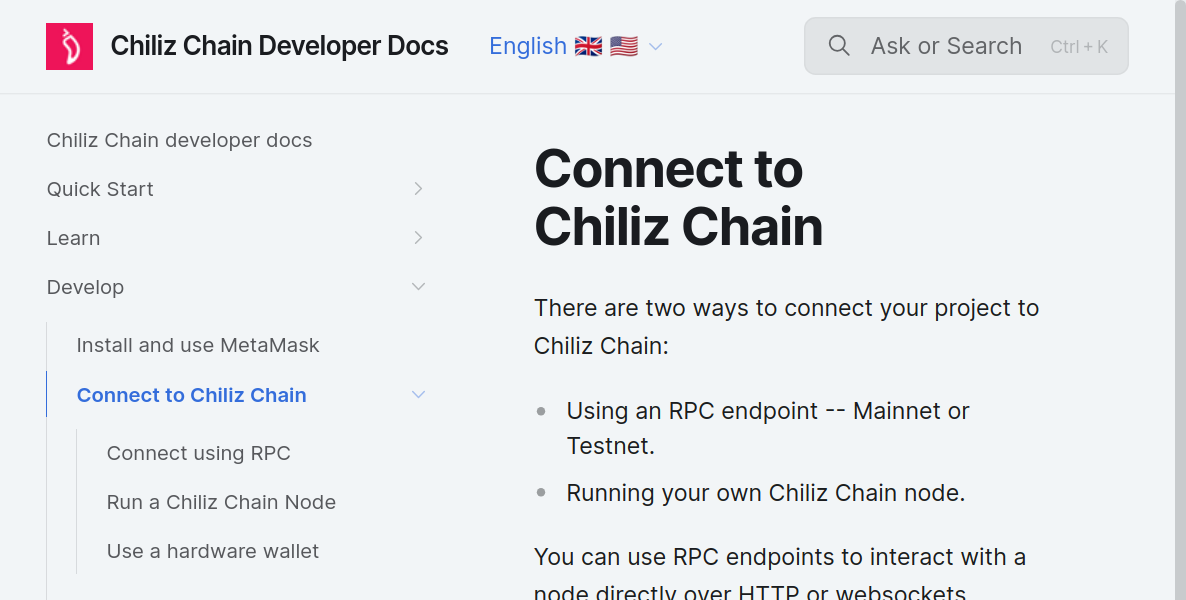 Chiliz Chain Developer Docs
English 🇬🇧 🇺🇸
Ask or Search Ctrl + K
Chiliz Chain developer docs
Quick Start
Learn
Develop
Install and use MetaMask
Connect to Chiliz Chain
Connect using RPC
Run a Chiliz Chain Node
Use a hardware wallet
Connect to
Chiliz Chain
There are two ways to connect your project to
Chiliz Chain:
Using an RPC endpoint -- Mainnet or
Testnet.
Running your own Chiliz Chain node.
You can use RPC endpoints to interact with a
node directly over HTTP or websockets.